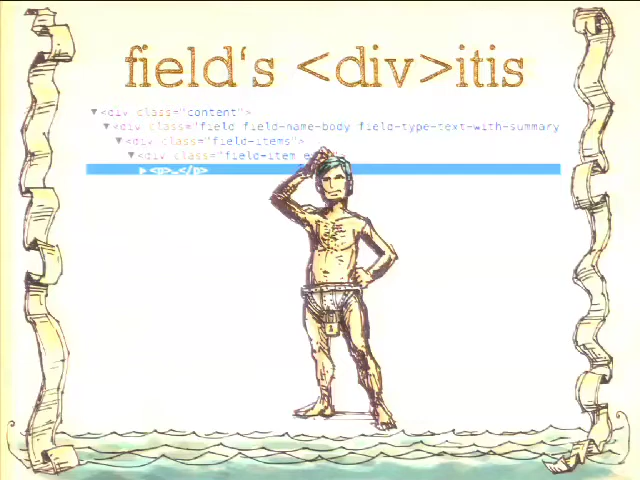 field's <div>itis
▼<div class="content">
▼<div class="field field-name-body field-type-text-with-summary
▼<div class="field-items">
▼<div class="field-item e
▶<p>…</p>